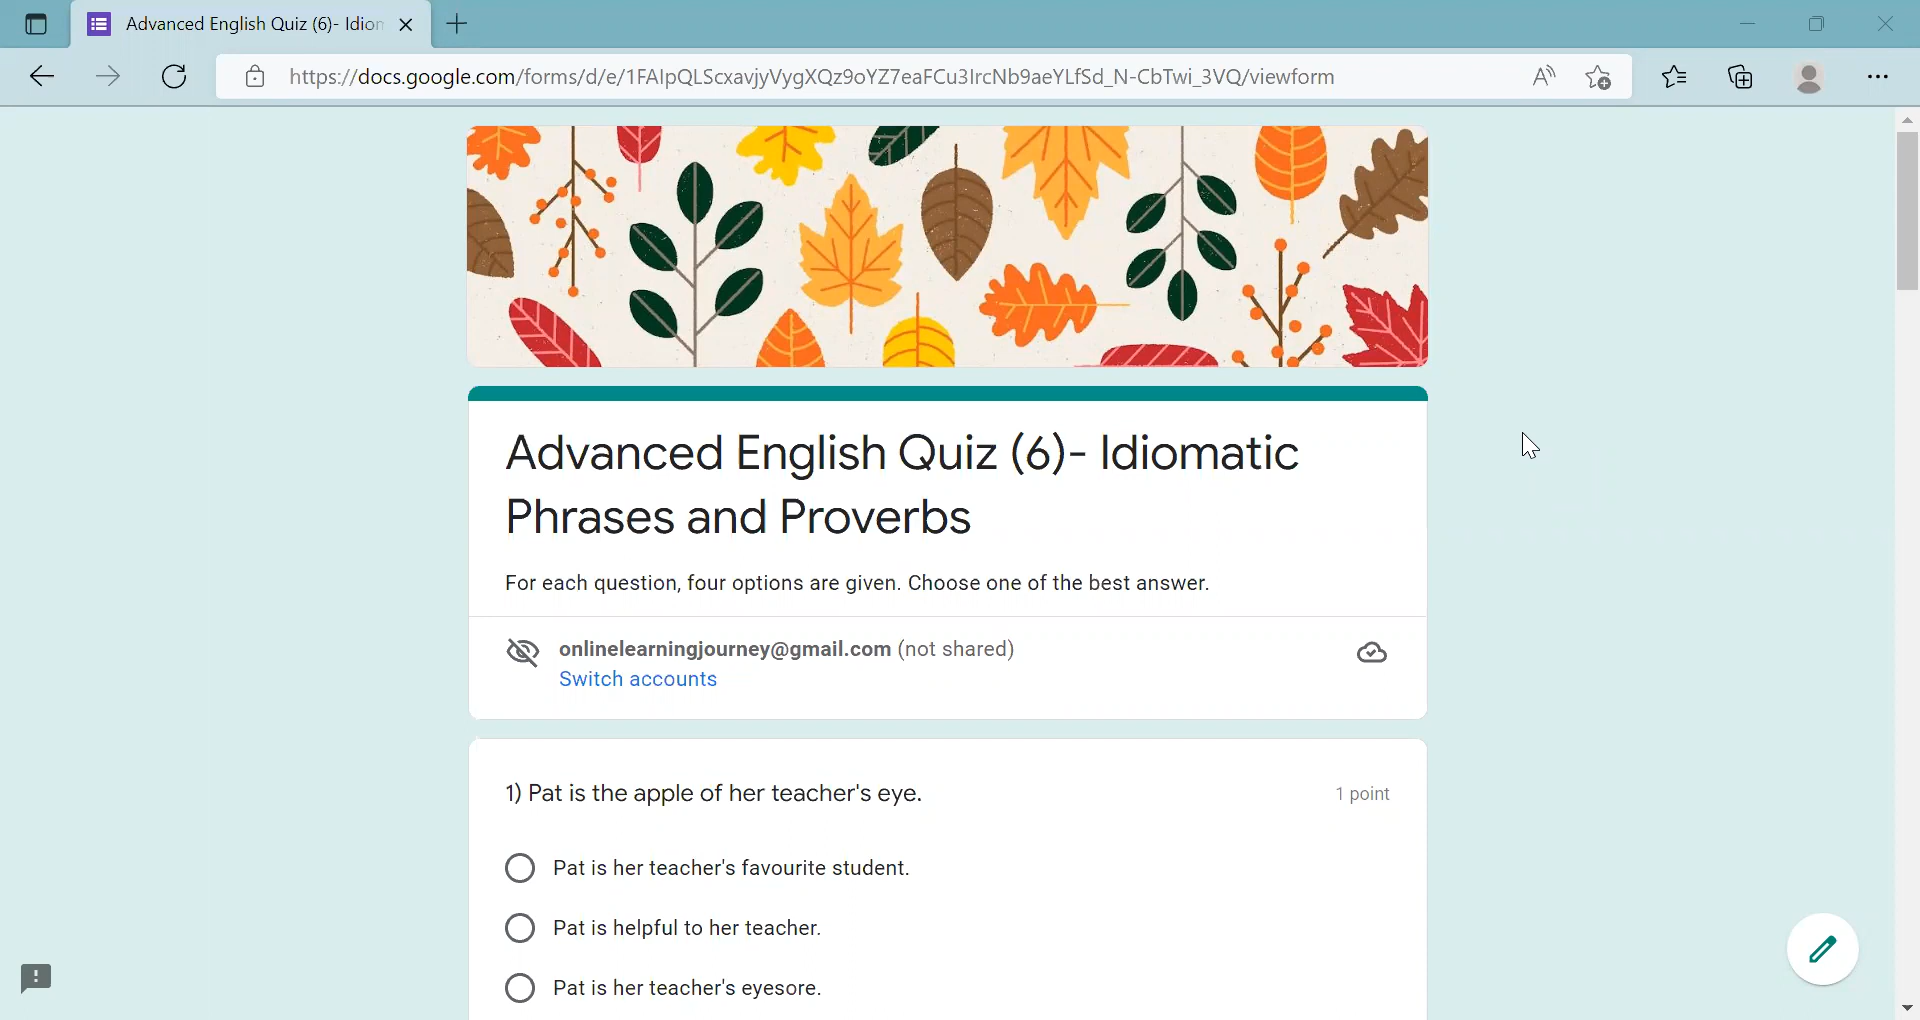 Advanced English Quiz (6)- Idiom
https://docs.google.com/forms/d/e/1FAIpQLScxavjyVygXQz9oYZ7eaFCu3IrcNb9aeYLfSd_N-CbTwi_3VQ/viewform
Advanced English Quiz (6)- Idiomatic
Phrases and Proverbs
For each question, four options are given. Choose one of the best answer.
onlinelearningjourney@gmail.com (not shared)
Switch accounts
1) Pat is the apple of her teacher's eye.
1 point
Pat is her teacher's favourite student.
Pat is helpful to her teacher.
Pat is her teacher's eyesore.